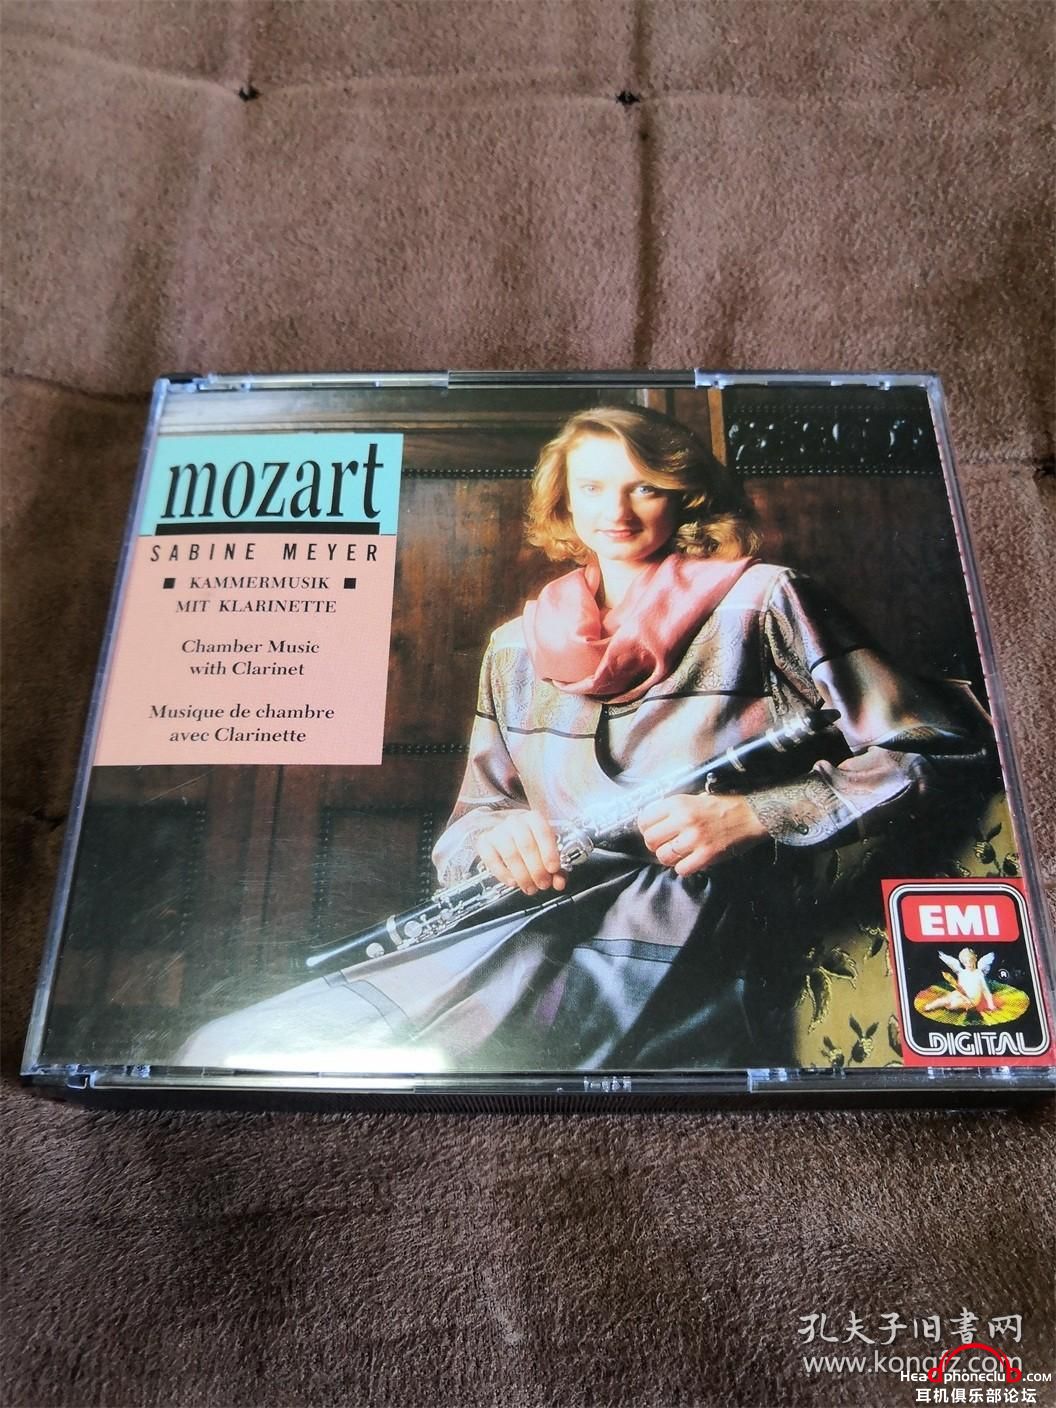 mozart
SABINE MEYER
■ KAMMERMUSIK ■
MIT KLARINETTE
Chamber Music
with Clarinet
Musique de chambre
avec Clarinette
EMI
®
DIGITAL
孔夫子旧書网
www.kongfz.com
Headphoneclub.com
耳机俱乐部论坛